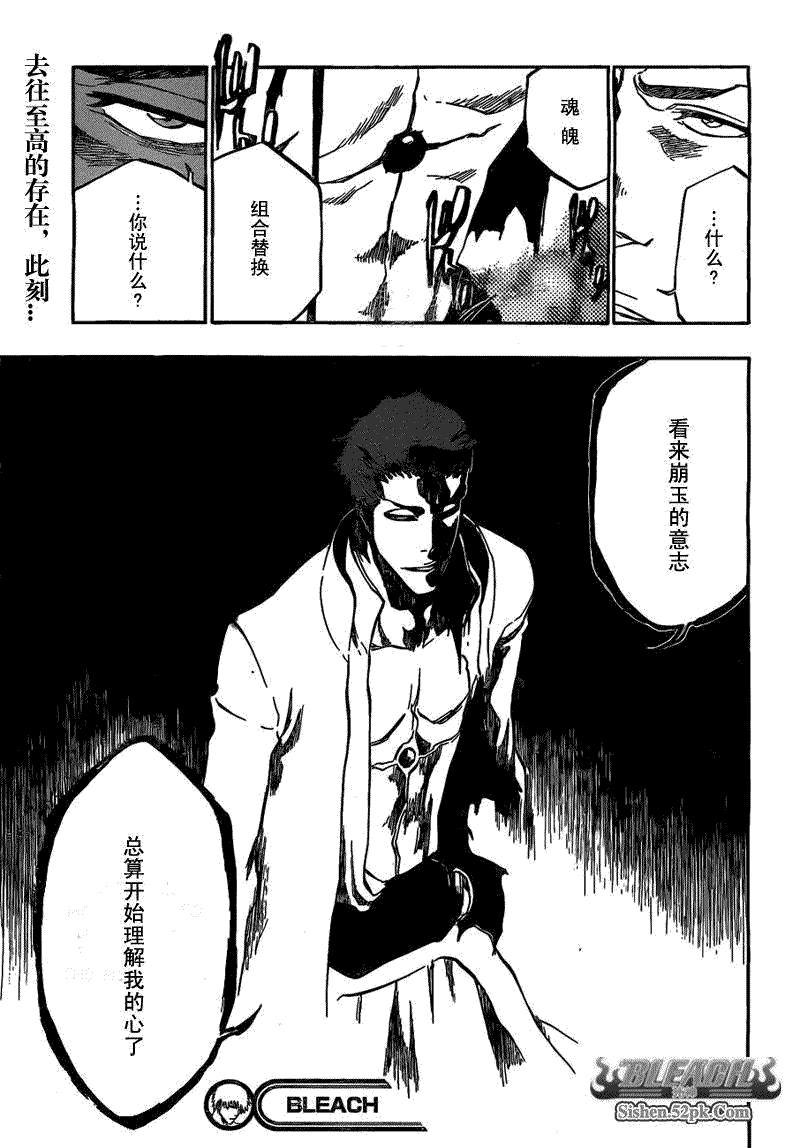 …什么？
魂
魄
组合替换
…你说什么？
去往至高的存在，此刻…
看来崩玉的意志
总算开始理解我的心了
BLEACH
BLEACH
Sishen.52pk.Com